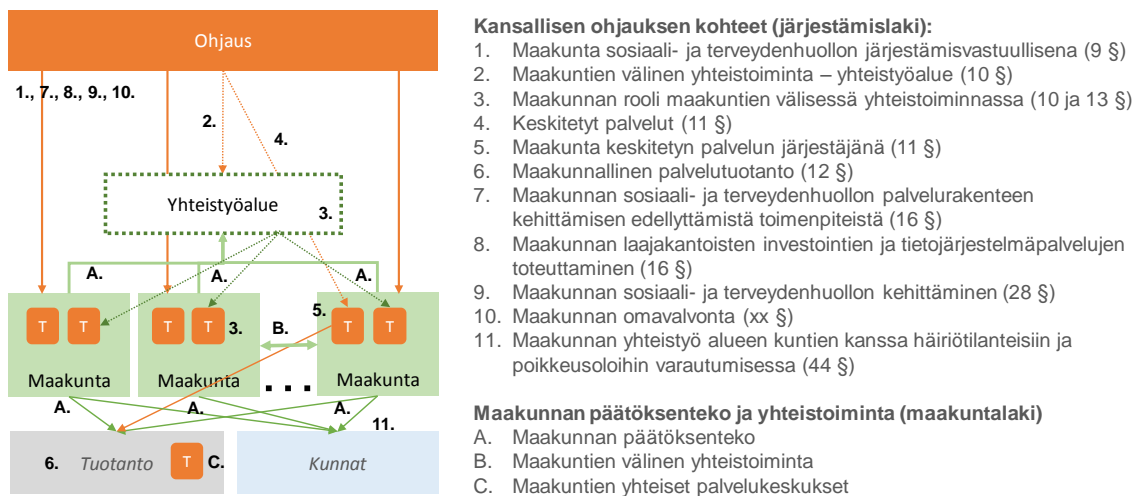 Ohjaus
1., 7., 8., 9., 10.
2.
4.
Yhteistyöalue
3.
A.
A.
A.
T
T
T
T
3.
B.
5.
T
T
Maakunta
Maakunta
. . .
Maakunta
A.
A.
A.
11.
6.
Tuotanto
T
C.
Kunnat
Kansallisen ohjauksen kohteet (järjestämislaki):
1. Maakunta sosiaali- ja terveydenhuollon järjestämisvastuullisena (9 §)
2. Maakuntien välinen yhteistoiminta – yhteistyöalue (10 §)
3. Maakunnan rooli maakuntien välisessä yhteistoiminnassa (10 ja 13 §)
4. Keskitetyt palvelut (11 §)
5. Maakunta keskitetyn palvelun järjestäjänä (11 §)
6. Maakunnallinen palvelutuotanto (12 §)
7. Maakunnan sosiaali- ja terveydenhuollon palvelurakenteen
kehittämisen edellyttämistä toimenpiteistä (16 §)
8. Maakunnan laajakantoisten investointien ja tietojärjestelmäpalvelujen
toteuttaminen (16 §)
9. Maakunnan sosiaali- ja terveydenhuollon kehittäminen (28 §)
10. Maakunnan omavalvonta (xx §)
11. Maakunnan yhteistyö alueen kuntien kanssa häiriötilanteisiin ja
poikkeusoloihin varautumisessa (44 §)
Maakunnan päätöksenteko ja yhteistoiminta (maakuntalaki)
A. Maakunnan päätöksenteko
B. Maakuntien välinen yhteistoiminta
C. Maakuntien yhteiset palvelukeskukset